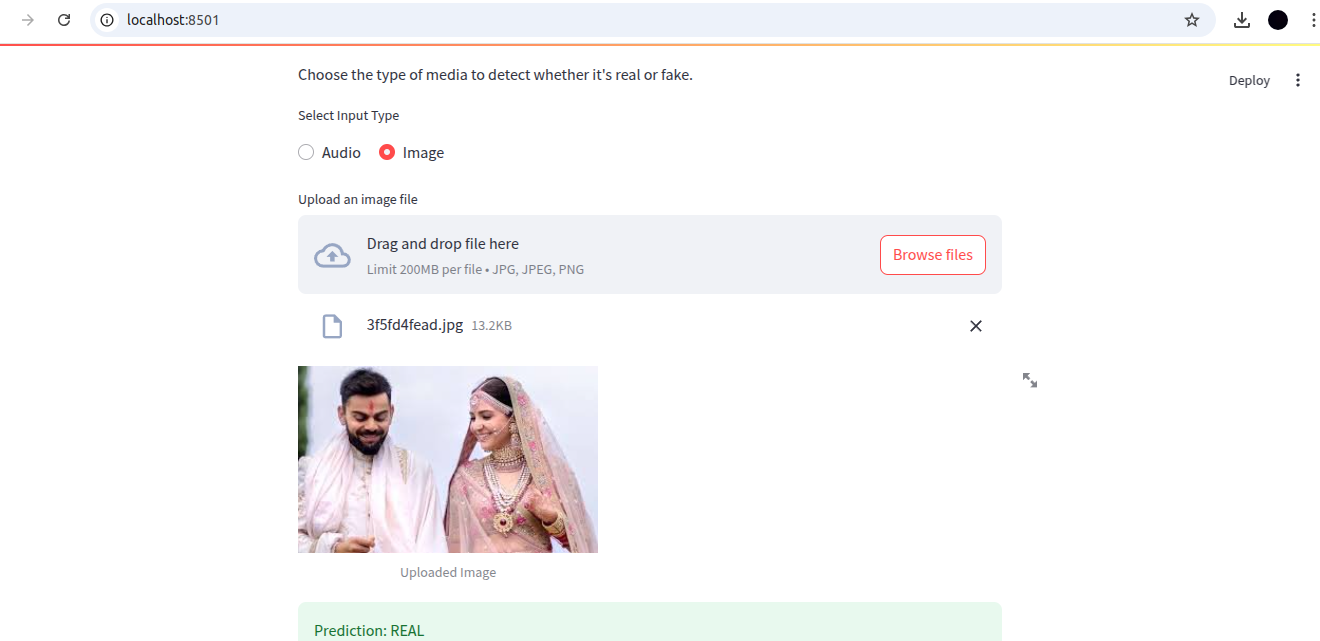 localhost:8501
Choose the type of media to detect whether it's real or fake.
Deploy
Select Input Type
Audio Image
Upload an image file
Drag and drop file here
Limit 200MB per file • JPG, JPEG, PNG
Browse files
3f5fd4fead.jpg 13.2KB
Uploaded Image
Prediction: REAL